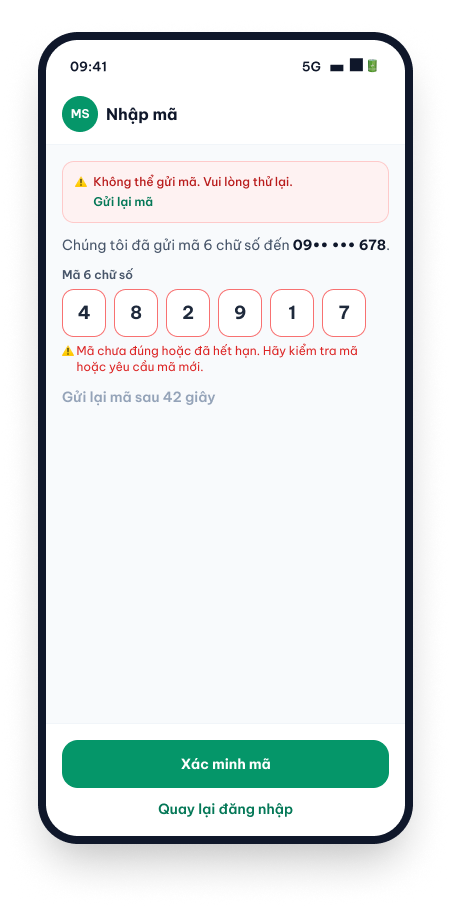 09:41
5G
MS
Nhập mã
Không thể gửi mã. Vui lòng thử lại.
Gửi lại mã
Chúng tôi đã gửi mã 6 chữ số đến 09•• ••• 678.
Mã 6 chữ số
4 8 2 9 1 7
Mã chưa đúng hoặc đã hết hạn. Hãy kiểm tra mã
hoặc yêu cầu mã mới.
Gửi lại mã sau 42 giây
Xác minh mã
Quay lại đăng nhập